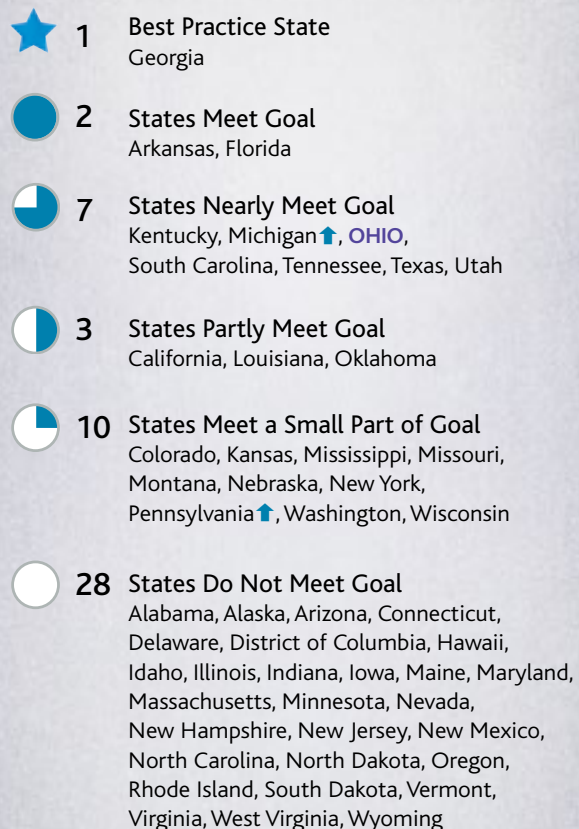 1 Best Practice State
Georgia
2 States Meet Goal
Arkansas, Florida
7 States Nearly Meet Goal
Kentucky, Michigan⬆, OHIO,
South Carolina, Tennessee, Texas, Utah
3 States Partly Meet Goal
California, Louisiana, Oklahoma
10 States Meet a Small Part of Goal
Colorado, Kansas, Mississippi, Missouri,
Montana, Nebraska, New York,
Pennsylvania⬆, Washington, Wisconsin
28 States Do Not Meet Goal
Alabama, Alaska, Arizona, Connecticut,
Delaware, District of Columbia, Hawaii,
Idaho, Illinois, Indiana, Iowa, Maine, Maryland,
Massachusetts, Minnesota, Nevada,
New Hampshire, New Jersey, New Mexico,
North Carolina, North Dakota, Oregon,
Rhode Island, South Dakota, Vermont,
Virginia, West Virginia, Wyoming